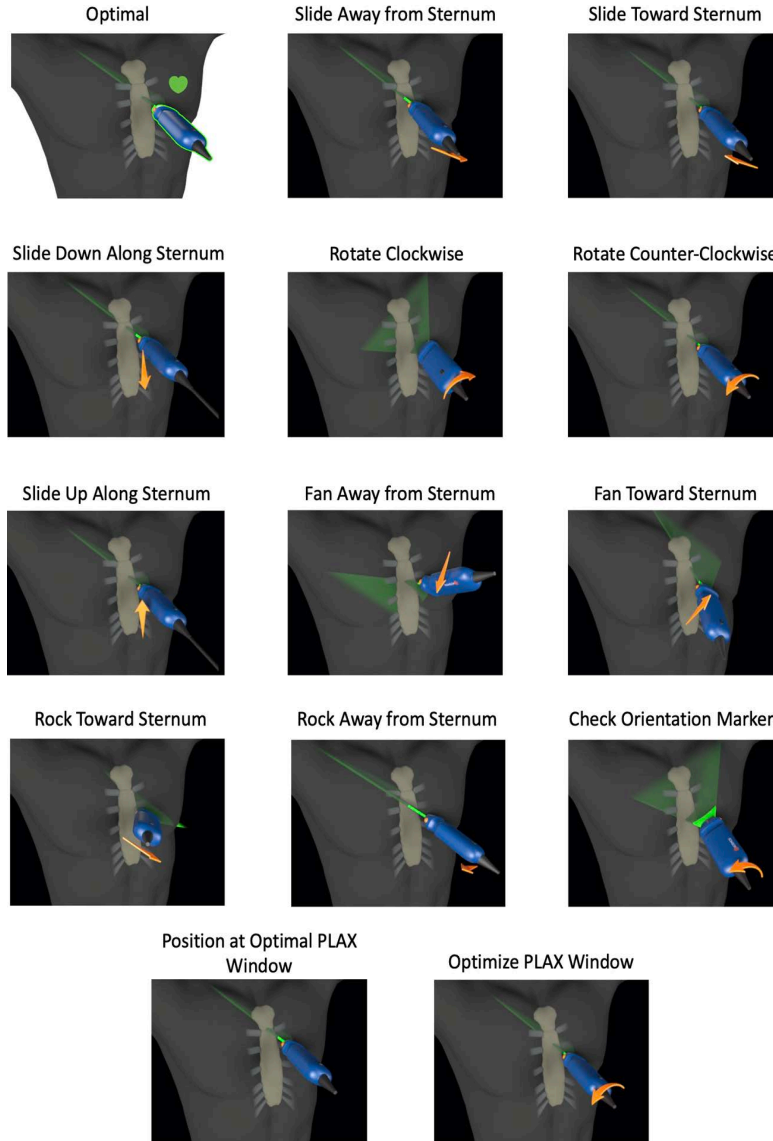 Optimal
Slide Away from Sternum
Slide Toward Sternum
Slide Down Along Sternum
Rotate Clockwise
Rotate Counter-Clockwise
Slide Up Along Sternum
Fan Away from Sternum
Fan Toward Sternum
Rock Toward Sternum
Rock Away from Sternum
Check Orientation Marker
Position at Optimal PLAX
Window
Optimize PLAX Window